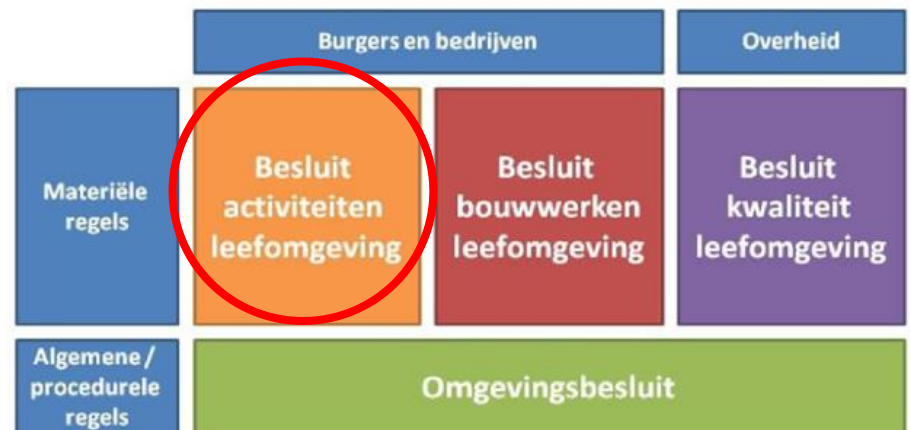 Burgers en bedrijven
Overheid
Materiële
regels
Besluit
activiteiten
leefomgeving
Besluit
bouwwerken
leefomgeving
Besluit
kwaliteit
leefomgeving
Algemene/
procedurele
regels
Omgevingsbesluit